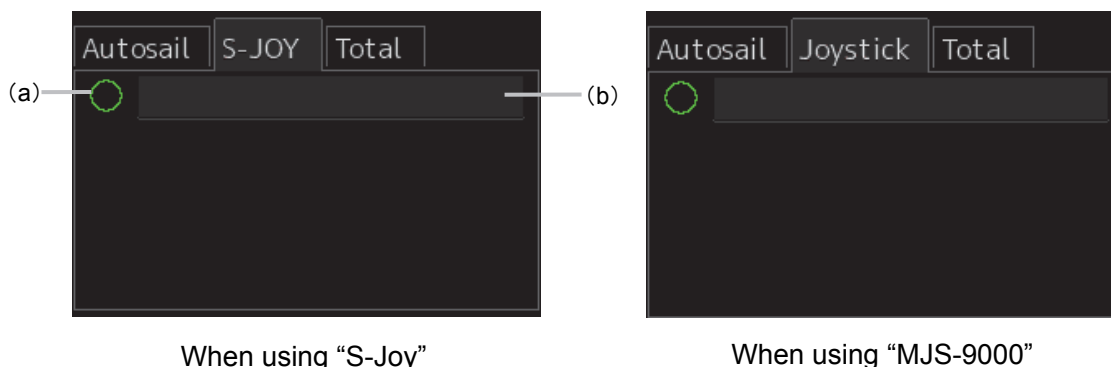 Autosail S-JOY Total
(a)
(b)
When using “S-Joy”
Autosail Joystick Total
When using “MJS-9000”